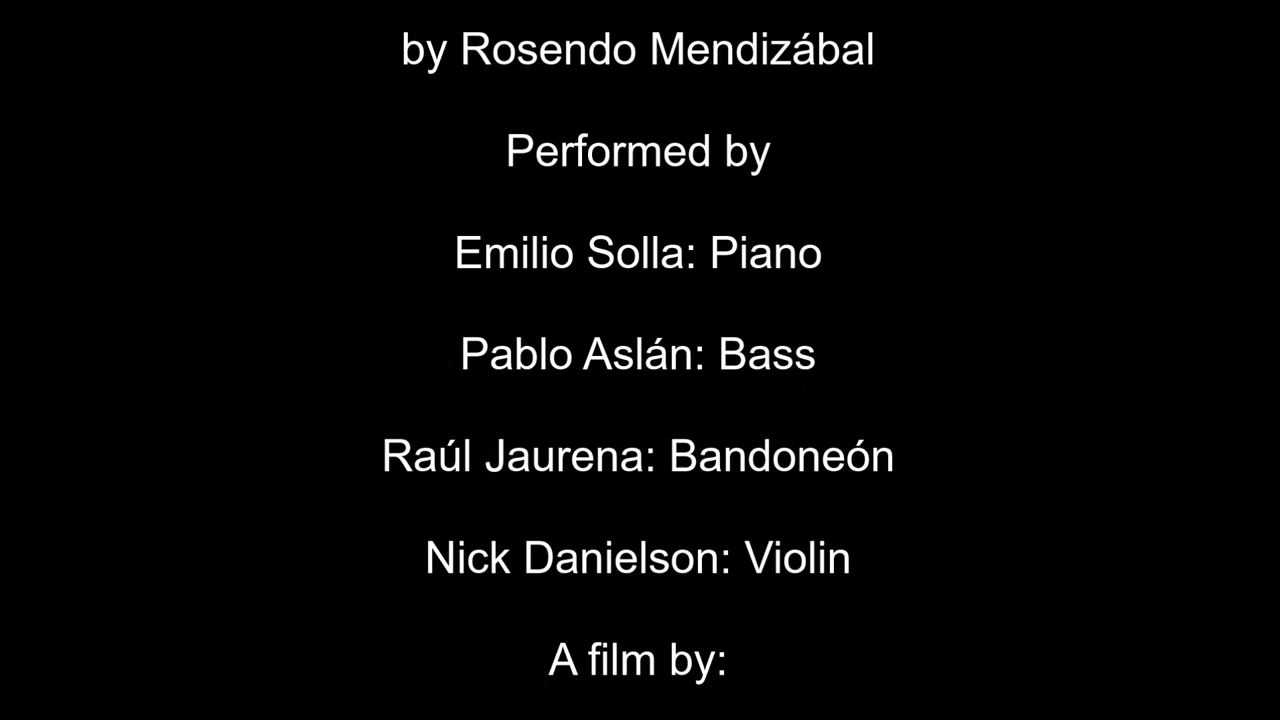 by Rosendo Mendizábal
Performed by
Emilio Solla: Piano
Pablo Aslán: Bass
Raúl Jaurena: Bandoneón
Nick Danielson: Violin
A film by: